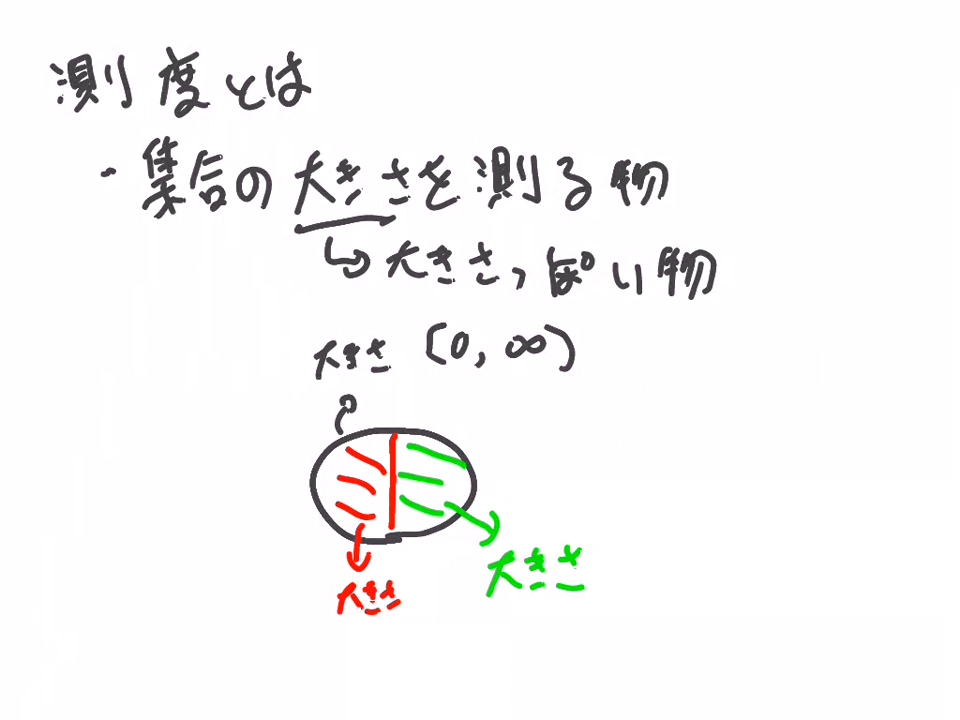 測度とは
・集合の大きさを測る物
↳大きさっぽい物
大きさ (0, ∞)
大きさ
大きさ